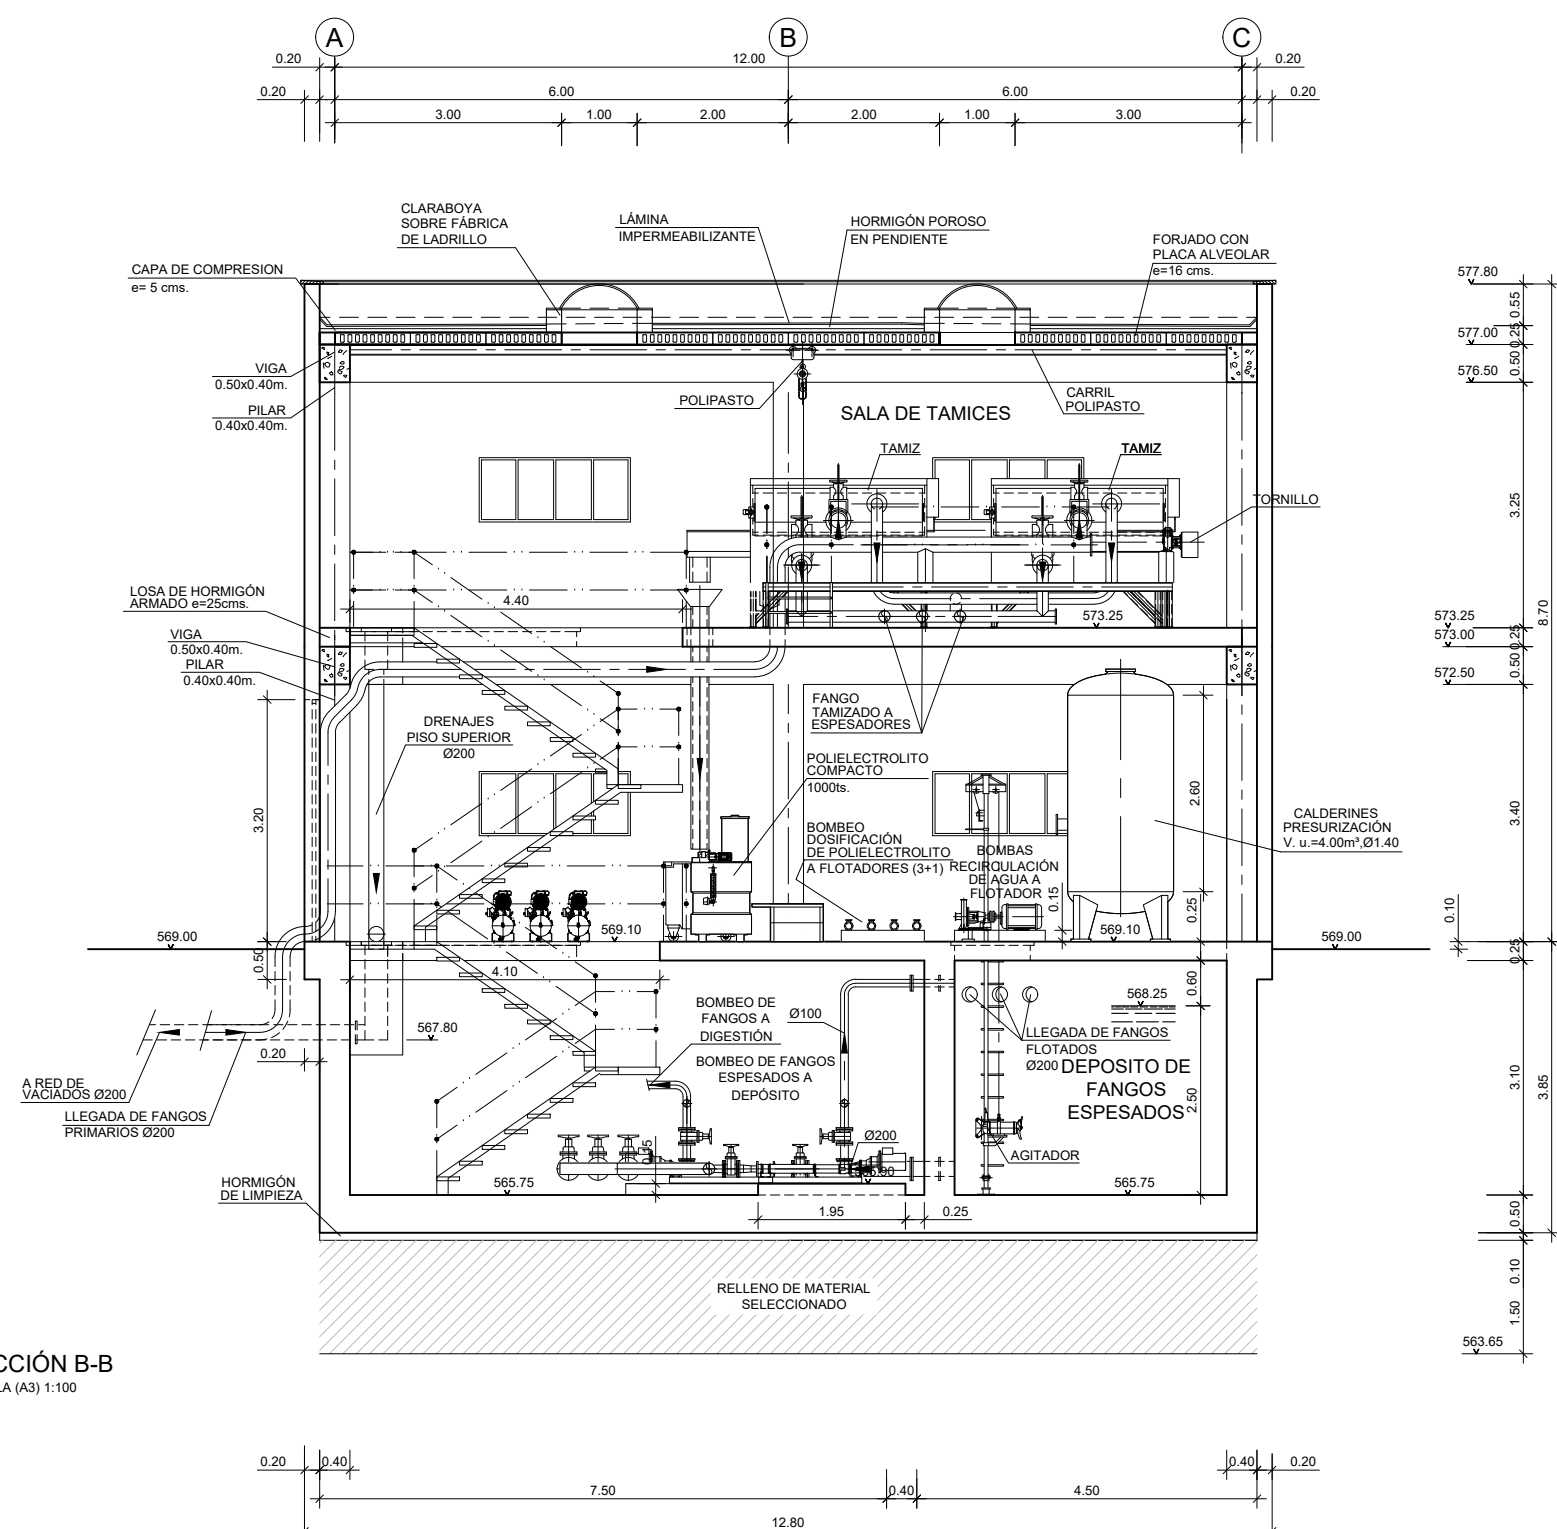 A
B
C
0.20
12.00
0.20
0.20
6.00
6.00
0.20
3.00
1.00
2.00
2.00
1.00
3.00
CLARABOYA
SOBRE FÁBRICA
DE LADRILLO
LÁMINA
IMPERMEABILIZANTE
HORMIGÓN POROSO
EN PENDIENTE
FORJADO CON
PLACA ALVEOLAR
e=16 cms.
CAPA DE COMPRESION
e= 5 cms.
577.80
0.55
0.25
577.00
0.50
576.50
VIGA
0.50x0.40m.
PILAR
0.40x0.40m.
POLIPASTO
CARRIL
POLIPASTO
SALA DE TAMICES
TAMIZ
TAMIZ
TORNILLO
3.25
8.70
LOSA DE HORMIGÓN
ARMADO e=25cms.
4.40
573.25
573.25
573.00
0.25
0.50
572.50
VIGA
0.50x0.40m.
PILAR
0.40x0.40m.
DRENAJES
PISO SUPERIOR
Ø200
FANGO
TAMIZADO A
ESPESADORES
POLIELECTROLITO
COMPACTO
1000ts.
BOMBEO
DOSIFICACIÓN
DE POLIELECTROLITO
A FLOTADORES (3+1)
BOMBAS
RECIRCULACIÓN
DE AGUA A
FLOTADOR
2.60
CALDERINES
PRESURIZACIÓN
V. u.=4.00m³,Ø1.40
3.20
3.40
0.15
0.25
0.10
569.00
569.10
569.10
569.00
0.50
0.25
4.10
0.60
568.25
BOMBEO DE
FANGOS A
DIGESTIÓN
Ø100
567.80
LLEGADA DE FANGOS
FLOTADOS
Ø200
0.20
BOMBEO DE FANGOS
ESPESADOS A
DEPÓSITO
DEPOSITO DE
FANGOS
ESPESADOS
2.50
3.10
3.85
A RED DE
VACIADOS Ø200
LLEGADA DE FANGOS
PRIMARIOS Ø200
Ø200
0.15
AGITADOR
HORMIGÓN
DE LIMPIEZA
565.75
565.90
565.75
1.95
0.25
0.50
0.10
RELLENO DE MATERIAL
SELECCIONADO
1.50
563.65
CCIÓN B-B
LA (A3) 1:100
0.20
0.40
0.40
0.20
7.50
0.40
4.50
12.80